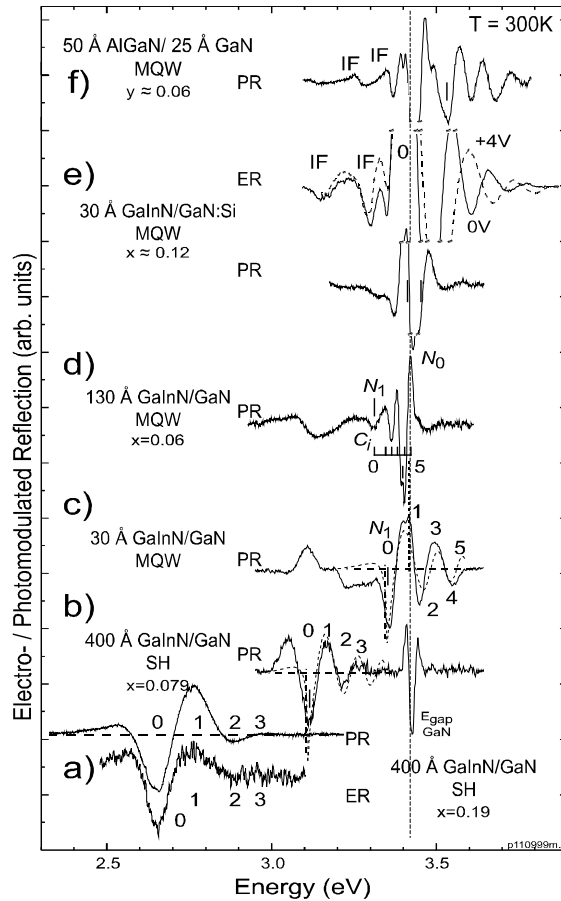 T = 300K
50 Å AlGaN/ 25 Å GaN
MQW
y ≈ 0.06
f)
PR
IF
IF
e)
ER
IF
IF
0
+4V
0V
30 Å GaInN/GaN:Si
MQW
x ≈ 0.12
PR
d)
130 Å GaInN/GaN
MQW
x=0.06
PR
N1
N0
Ci
0
5
c)
30 Å GaInN/GaN
MQW
PR
N1
0
1
2
3
4
5
b)
400 Å GaInN/GaN
SH
x=0.079
PR
0
1
2
3
Egap
GaN
a)
0
1
2
3
PR
0
1
2
3
ER
400 Å GaInN/GaN
SH
x=0.19
p110999m.
Electro- / Photomodulated Reflection (arb. units)
2.5
3.0
3.5
Energy (eV)